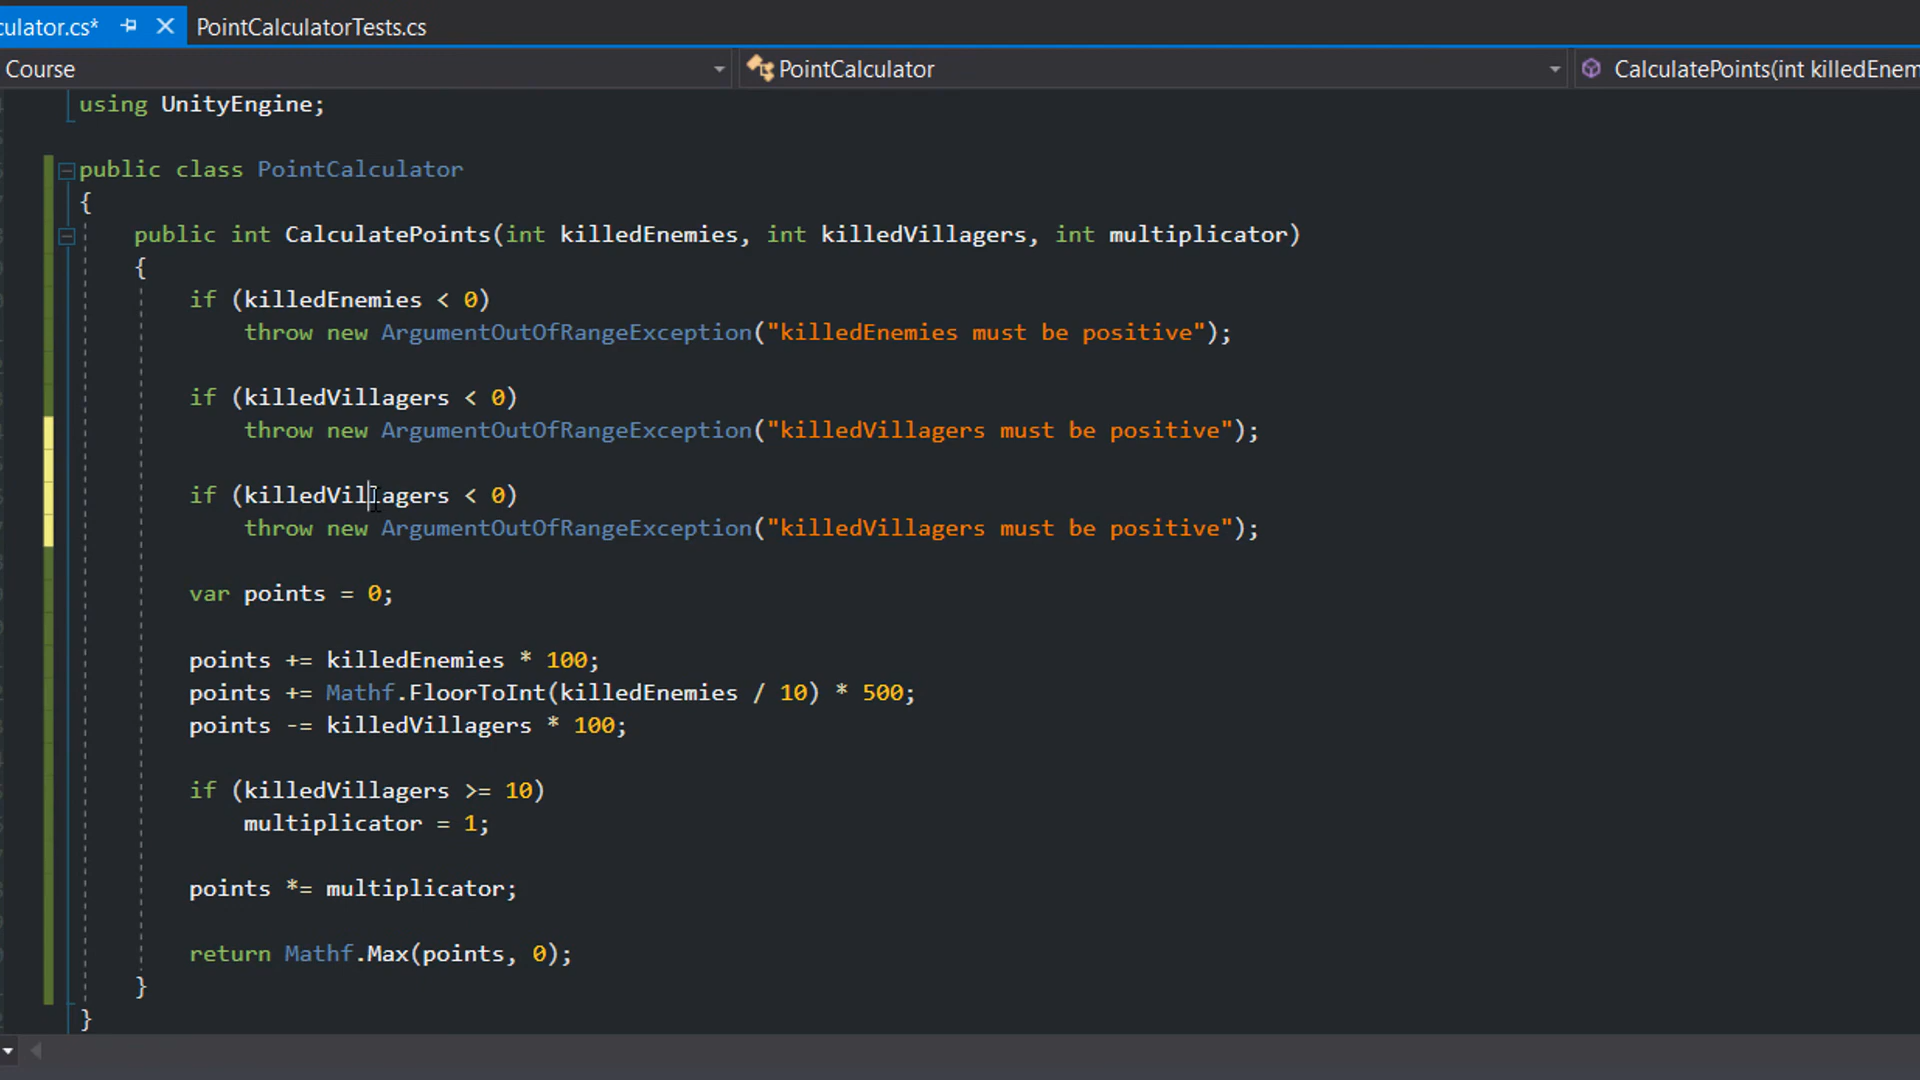 culator.cs* PointCalculatorTests.cs
Course PointCalculator CalculatePoints(int killedEnem
using UnityEngine;
public class PointCalculator
{
public int CalculatePoints(int killedEnemies, int killedVillagers, int multiplicator)
{
if (killedEnemies < 0)
throw new ArgumentOutOfRangeException("killedEnemies must be positive");
if (killedVillagers < 0)
throw new ArgumentOutOfRangeException("killedVillagers must be positive");
if (killedVillagers < 0)
throw new ArgumentOutOfRangeException("killedVillagers must be positive");
var points = 0;
points += killedEnemies * 100;
points += Mathf.FloorToInt(killedEnemies / 10) * 500;
points -= killedVillagers * 100;
if (killedVillagers >= 10)
multiplicator = 1;
points *= multiplicator;
return Mathf.Max(points, 0);
}
}